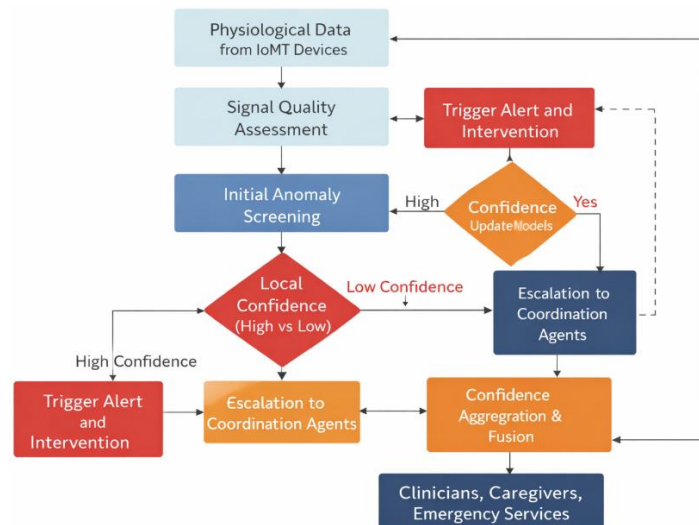 Physiological Data
from IoMT Devices
Signal Quality
Assessment
Trigger Alert and
Intervention
Initial Anomaly
Screening
High
Confidence
UpdateModels
Yes
Local
Confidence
(High vs Low)
Low Confidence
Escalation to
Coordination
Agents
High Confidence
Trigger Alert
and
Intervention
Escalation to
Coordination Agents
Confidence
Aggregration &
Fusion
Clinicians, Caregivers,
Emergency Services